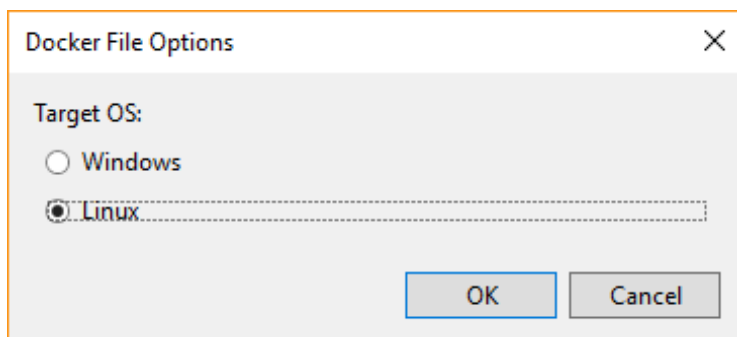 Docker File Options
Target OS:
Windows
Linux
OK
Cancel